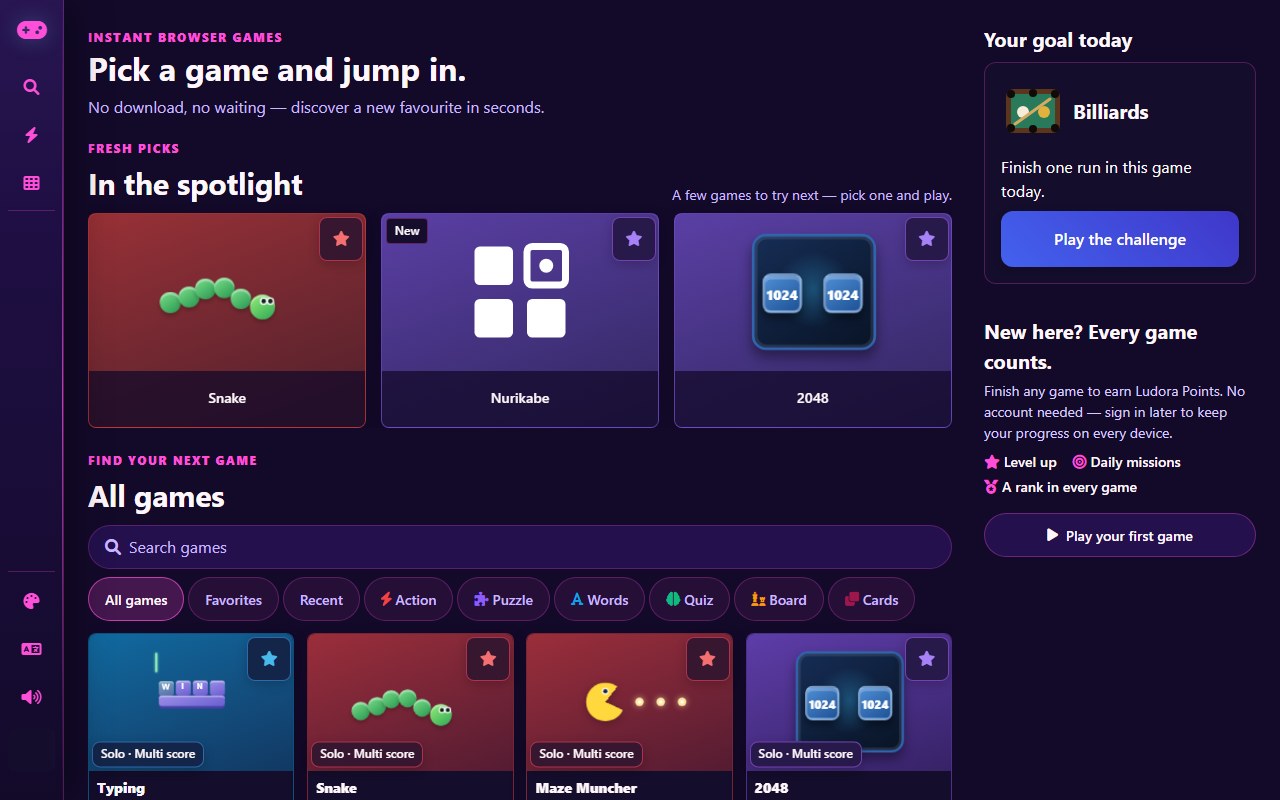 INSTANT BROWSER GAMES
Pick a game and jump in.
No download, no waiting — discover a new favourite in seconds.
FRESH PICKS
In the spotlight
A few games to try next — pick one and play.
Snake
New
Nurikabe
1024 1024
2048
FIND YOUR NEXT GAME
All games
Search games
All games Favorites Recent Action Puzzle Words Quiz Board Cards
W I N
Solo · Multi score
Typing
Solo · Multi score
Snake
Solo · Multi score
Maze Muncher
1024 1024
Solo · Multi score
2048
Your goal today
Billiards
Finish one run in this game
today.
Play the challenge
New here? Every game
counts.
Finish any game to earn Ludora Points. No
account needed — sign in later to keep
your progress on every device.
Level up Daily missions
A rank in every game
Play your first game